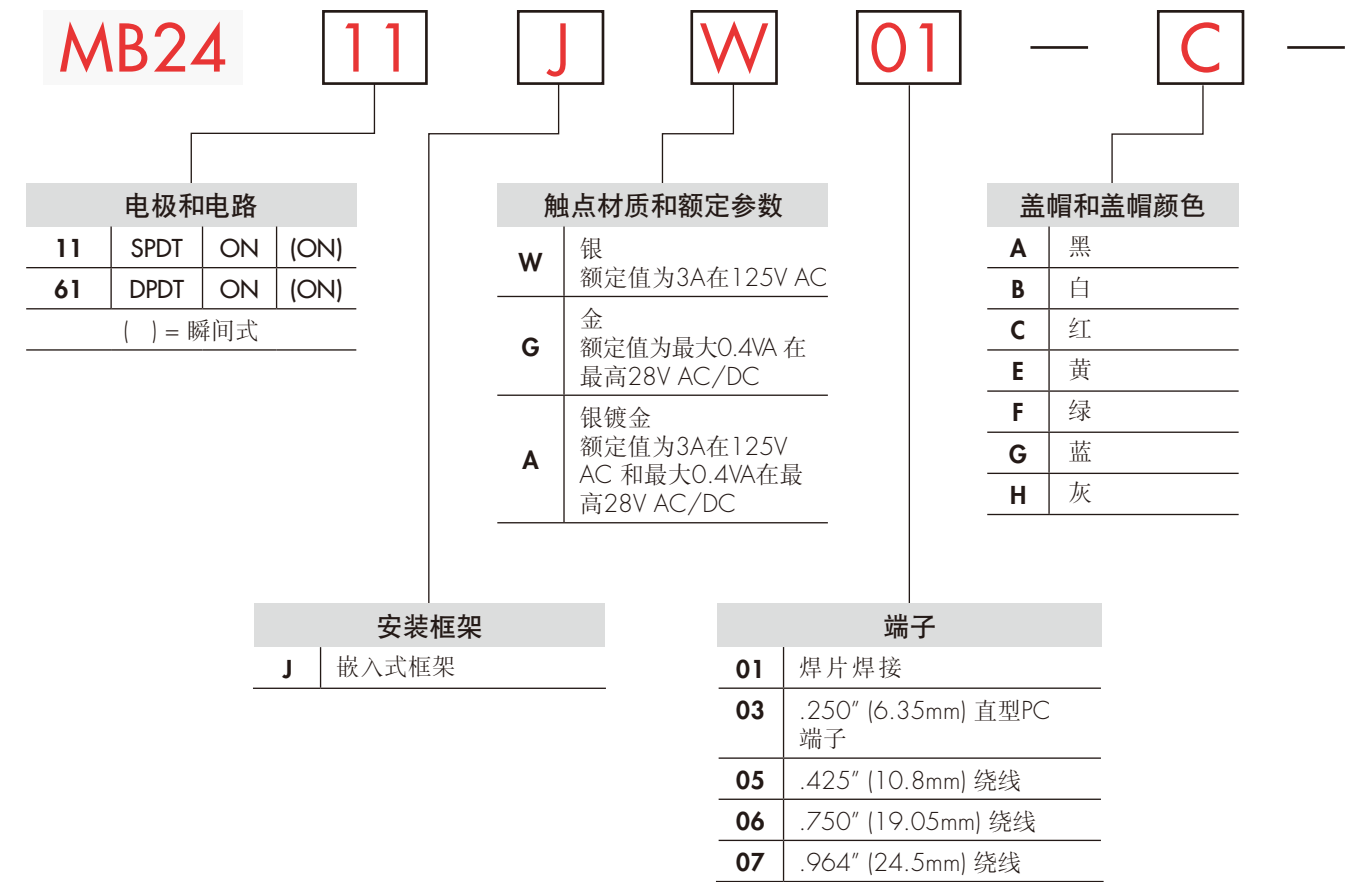 MB24 11 J W 01 — C —
电极和电路
11 SPDT ON (ON)
61 DPDT ON (ON)
( ) = 瞬间式
触点材质和额定参数
W 银
额定值为3A在125V AC
G 金
额定值为最大0.4VA 在
最高28V AC/DC
A 银镀金
额定值为3A在125V
AC 和最大0.4VA在最
高28V AC/DC
盖帽和盖帽颜色
A 黑
B 白
C 红
E 黄
F 绿
G 蓝
H 灰
安装框架
J 嵌入式框架
端子
01 焊片焊接
03 .250" (6.35mm) 直型PC
端子
05 .425" (10.8mm) 绕线
06 .750" (19.05mm) 绕线
07 .964" (24.5mm) 绕线